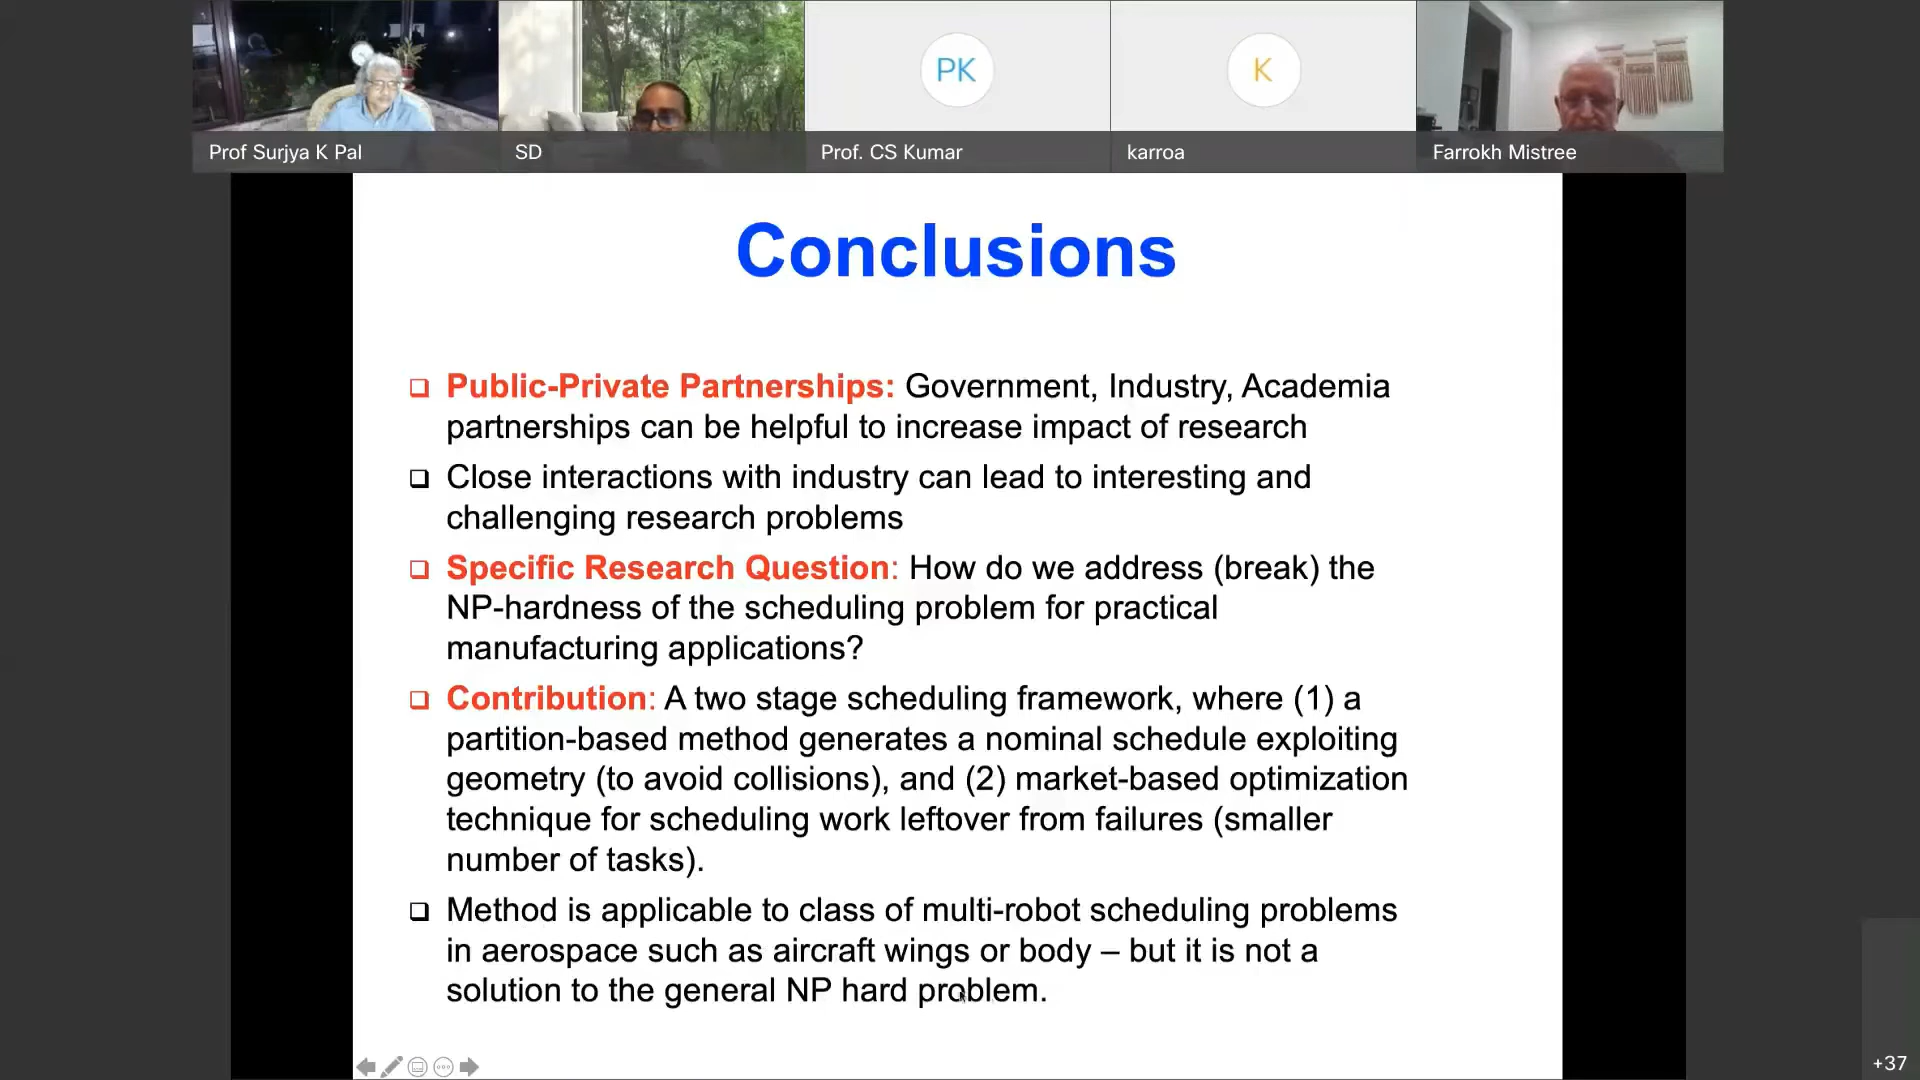 PK
K
Prof Surjya K Pal
SD
Prof. CS Kumar
karroa
Farrokh Mistree
Conclusions
Public-Private Partnerships: Government, Industry, Academia
partnerships can be helpful to increase impact of research
Close interactions with industry can lead to interesting and
challenging research problems
Specific Research Question: How do we address (break) the
NP-hardness of the scheduling problem for practical
manufacturing applications?
Contribution: A two stage scheduling framework, where (1) a
partition-based method generates a nominal schedule exploiting
geometry (to avoid collisions), and (2) market-based optimization
technique for scheduling work leftover from failures (smaller
number of tasks).
Method is applicable to class of multi-robot scheduling problems
in aerospace such as aircraft wings or body – but it is not a
solution to the general NP hard problem.
+37